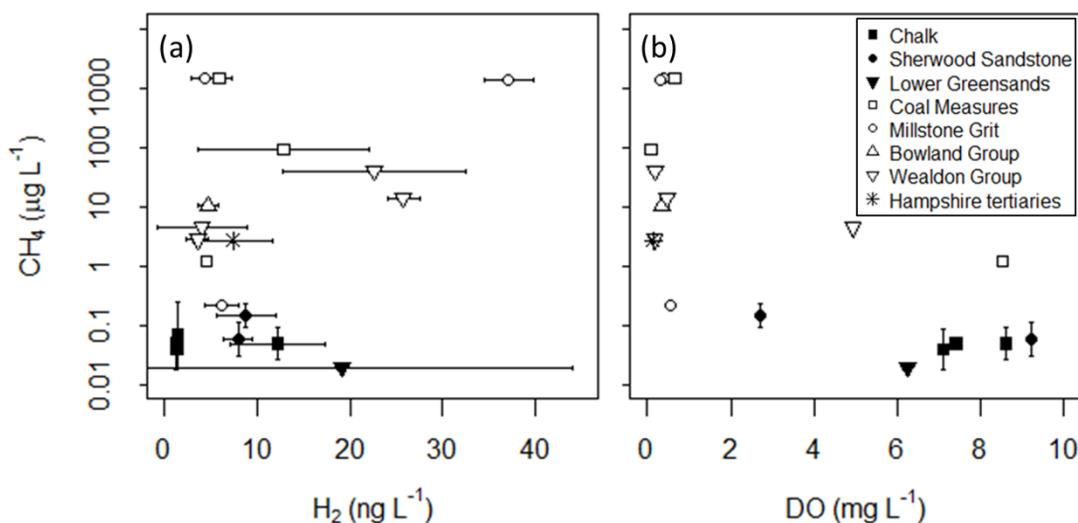 (a)
CH₄ (µg L⁻¹)
1000
100
10
1
0.1
0.01
0 10 20 30 40
H₂ (ng L⁻¹)
(b)
Chalk
Sherwood Sandstone
Lower Greensands
Coal Measures
Millstone Grit
Bowland Group
Wealdon Group
Hampshire tertiaries
0 2 4 6 8 10
DO (mg L⁻¹)